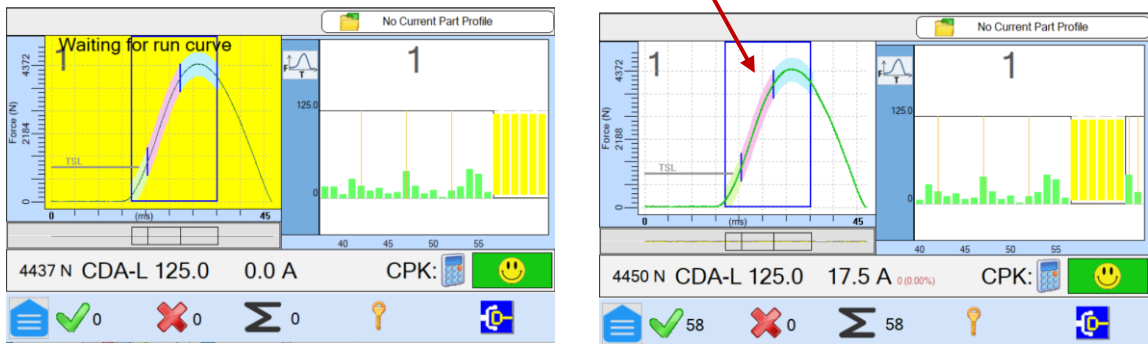 No Current Part Profile
Waiting for run curve
1
1
Force (N)
4372
2184
0
TSL
0
(ms)
45
125.0
0
F
T
40 45 50 55
4437 N CDA-L 125.0 0.0 A CPK:
0 0 Σ 0
No Current Part Profile
1
1
Force (N)
4372
2188
0
TSL
0
(ms)
45
125.0
0
F
T
40 45 50 55
4450 N CDA-L 125.0 17.5 A 0 (0.00%) CPK:
58 0 Σ 58